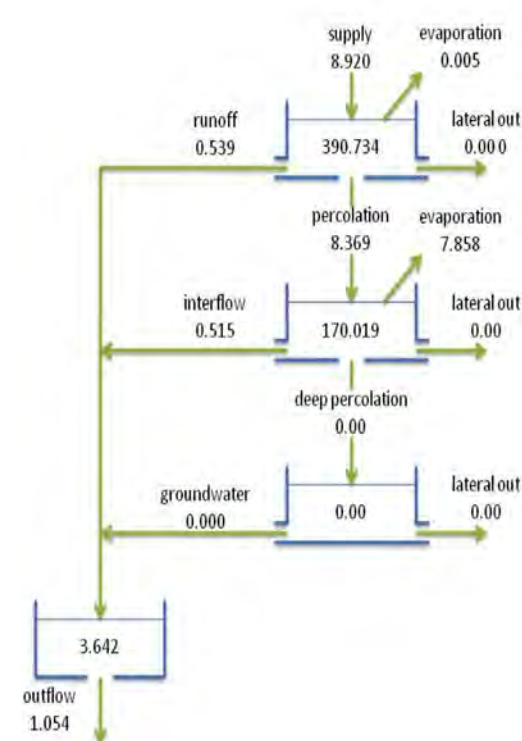 supply
8.920
evaporation
0.005
runoff
0.539
390.734
lateral out
0.000
percolation
8.369
evaporation
7.858
interflow
0.515
170.019
lateral out
0.00
deep percolation
0.00
groundwater
0.000
0.00
lateral out
0.00
3.642
outflow
1.054